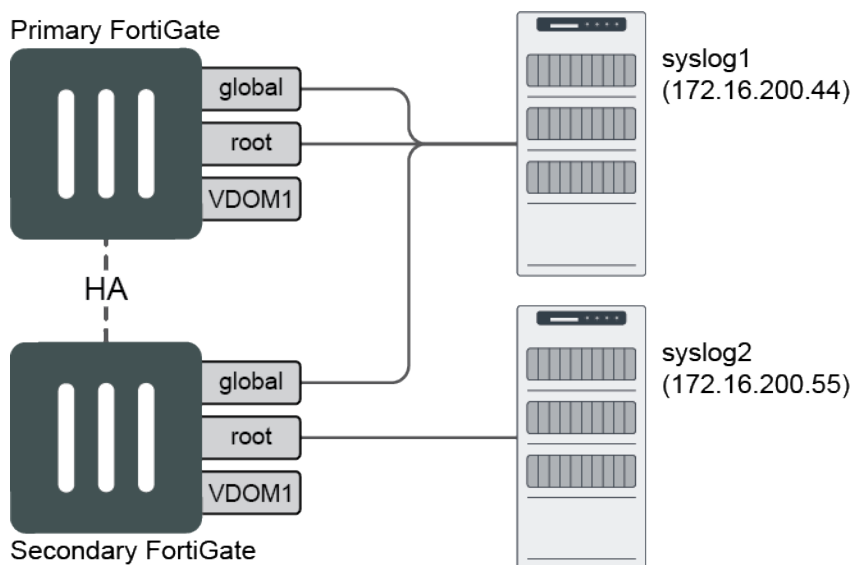 Primary FortiGate
global
root
VDOM1
HA
global
root
VDOM1
Secondary FortiGate
syslog1
(172.16.200.44)
syslog2
(172.16.200.55)